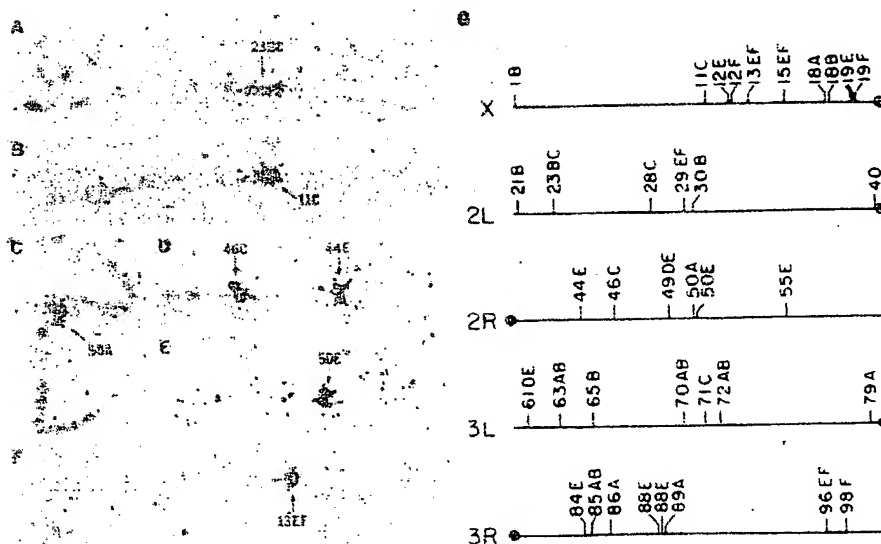 A
23BC
B
11C
C
D
46C
44E
50A
E
50E
F
13EF
G
X
1B
11C
12E
12F
13EF
15EF
18A
18B
19E
19F
2L
21B
23BC
28C
29EF
30B
40
2R
44E
46C
49DE
50A
50E
55E
3L
61DE
63AB
65B
70AB
71C
72AB
79A
3R
84E
85AB
86A
88E
88E
89A
96EF
98F